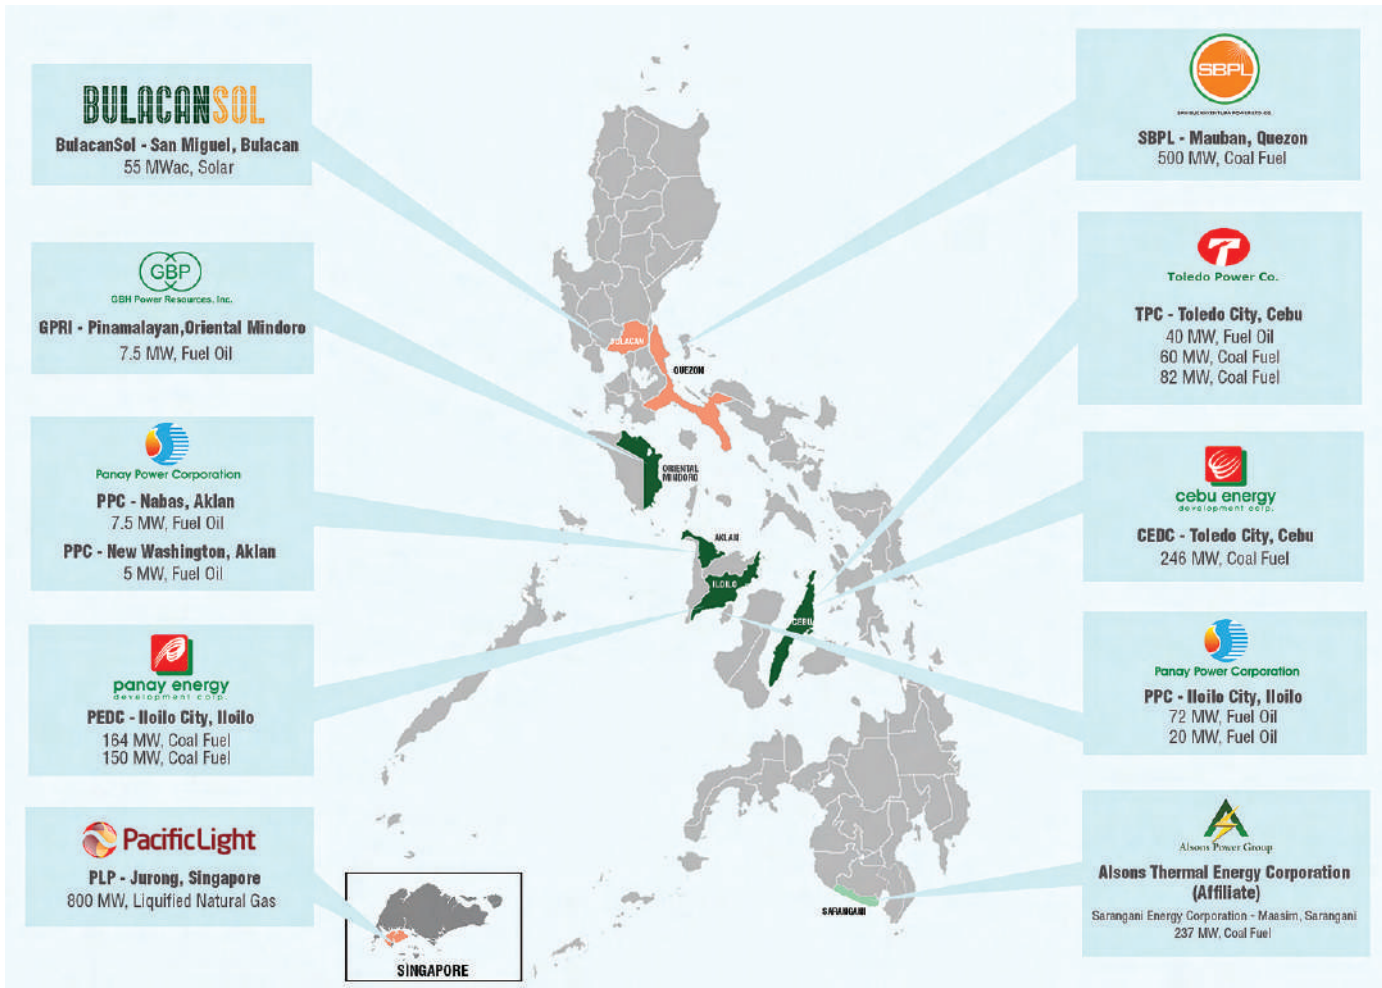 BULACANSOL
BulacanSol - San Miguel, Bulacan
55 MWac, Solar
GBP
GBH Power Resources, Inc.
GPRI - Pinamalayan,Oriental Mindoro
7.5 MW, Fuel Oil
Panay Power Corporation
PPC - Nabas, Aklan
7.5 MW, Fuel Oil
PPC - New Washington, Aklan
5 MW, Fuel Oil
panay energy
development corp.
PEDC - Iloilo City, Iloilo
164 MW, Coal Fuel
150 MW, Coal Fuel
PacificLight
PLP - Jurong, Singapore
800 MW, Liquified Natural Gas
BULACAN
QUEZON
ORIENTAL
MINDORO
AKLAN
ILOILO
CEBU
SARANGANI
SINGAPORE
SBPL
SAN BUENAVENTURA POWER LTD. CO.
SBPL - Mauban, Quezon
500 MW, Coal Fuel
T
Toledo Power Co.
TPC - Toledo City, Cebu
40 MW, Fuel Oil
60 MW, Coal Fuel
82 MW, Coal Fuel
cebu energy
development corp.
CEDC - Toledo City, Cebu
246 MW, Coal Fuel
Panay Power Corporation
PPC - Iloilo City, Iloilo
72 MW, Fuel Oil
20 MW, Fuel Oil
Alsons Power Group
Alsons Thermal Energy Corporation
(Affiliate)
Sarangani Energy Corporation - Maasim, Sarangani
237 MW, Coal Fuel